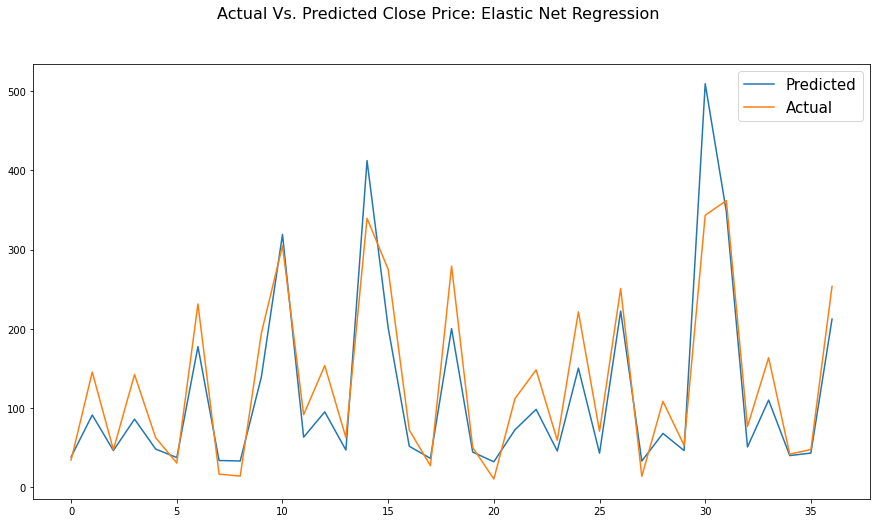 Actual Vs. Predicted Close Price: Elastic Net Regression
Predicted
Actual
500
400
300
200
100
0
0 5 10 15 20 25 30 35